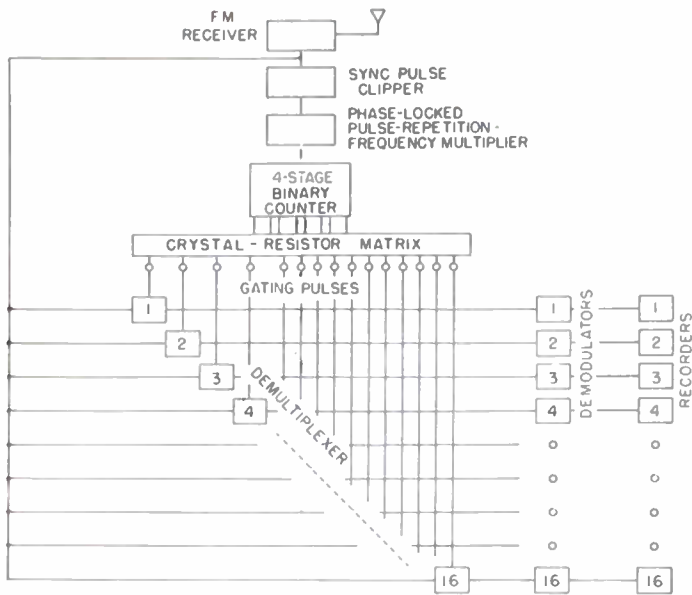 FM
RECEIVER
SYNC PULSE
CLIPPER
PHASE-LOCKED
PULSE-REPETITION-
FREQUENCY MULTIPLIER
4-STAGE
BINARY
COUNTER
CRYSTAL - RESISTOR MATRIX
GATING PULSES
1
2
3
4
16
DEMULTIPLEXER
1
2
3
4
16
DEMODULATORS
1
2
3
4
16
RECORDERS